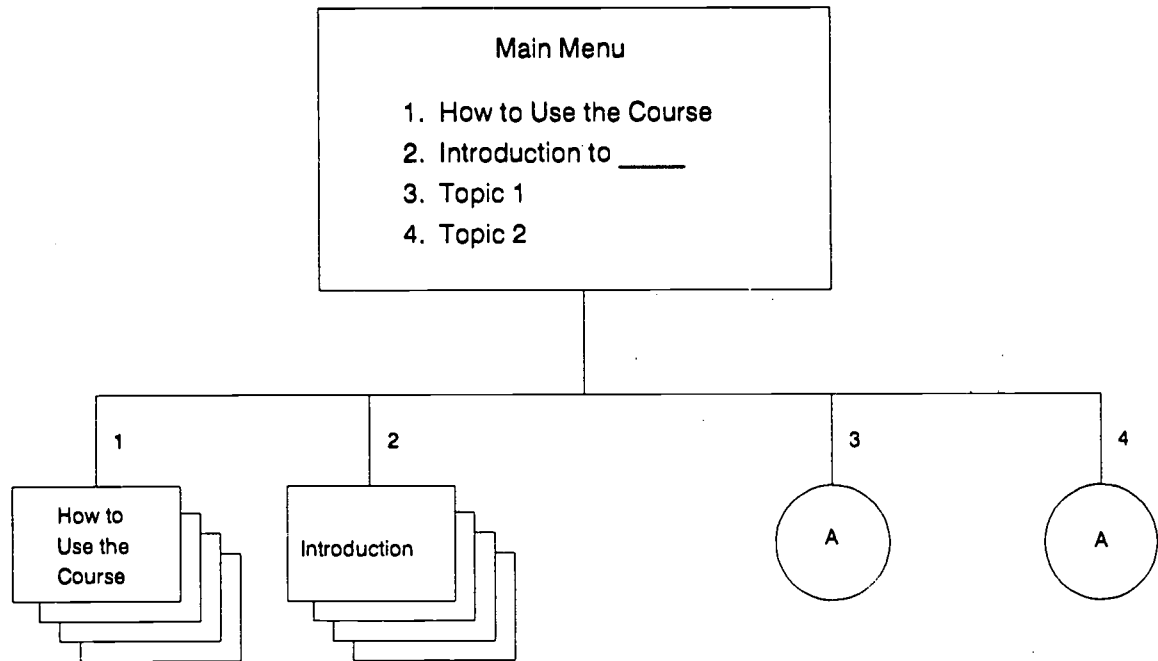 Main Menu
1. How to Use the Course
2. Introduction to ____
3. Topic 1
4. Topic 2
1
2
3
4
How to
Use the
Course
Introduction
A
A